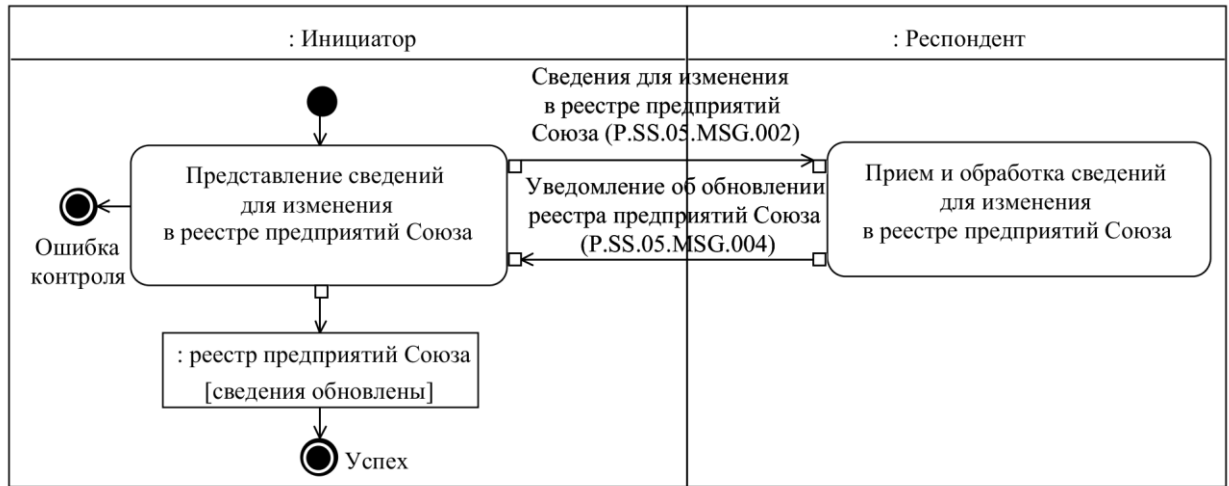 : Инициатор
: Респондент
Сведения для изменения
в реестре предприятий
Союза (P.SS.05.MSG.002)
Представление сведений
для изменения
в реестре предприятий Союза
Уведомление об обновлении
реестра предприятий Союза
(P.SS.05.MSG.004)
Прием и обработка сведений
для изменения
в реестре предприятий Союза
Ошибка
контроля
: реестр предприятий Союза
[сведения обновлены]
Успех